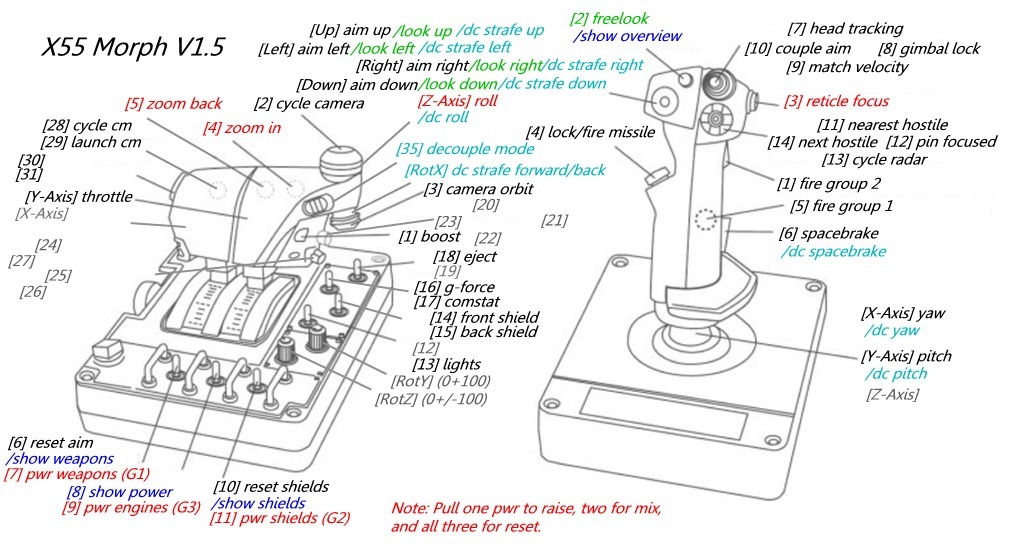 X55 Morph V1.5
[Up] aim up /look up /dc strafe up
[Left] aim left /look left /dc strafe left
[Right] aim right /look right /dc strafe right
[Down] aim down /look down /dc strafe down
[5] zoom back
[4] zoom in
[2] cycle camera
[Z-Axis] roll
/dc roll
[28] cycle cm
[29] launch cm
[30]
[31]
[Y-Axis] throttle
[X-Axis]
[24]
[27]
[25]
[26]
[35] decouple mode
[RotX] dc strafe forward/back
[3] camera orbit
[20]
[23]
[21]
[1] boost
[22]
[18] eject
[19]
[16] g-force
[17] comstat
[14] front shield
[15] back shield
[12]
[13] lights
[RotY] (0+100)
[RotZ] (0+/-100)
[6] reset aim
/show weapons
[7] pwr weapons (G1)
[8] show power
[9] pwr engines (G3)
[10] reset shields
/show shields
[11] pwr shields (G2)
[2] freelook
/show overview
[7] head tracking
[10] couple aim [8] gimbal lock
[9] match velocity
[3] reticle focus
[4] lock/fire missile
[11] nearest hostile
[14] next hostile [12] pin focused
[13] cycle radar
[1] fire group 2
[5] fire group 1
[6] spacebrake
/dc spacebrake
[X-Axis] yaw
/dc yaw
[Y-Axis] pitch
/dc pitch
[Z-Axis]
Note: Pull one pwr to raise, two for mix,
and all three for reset.